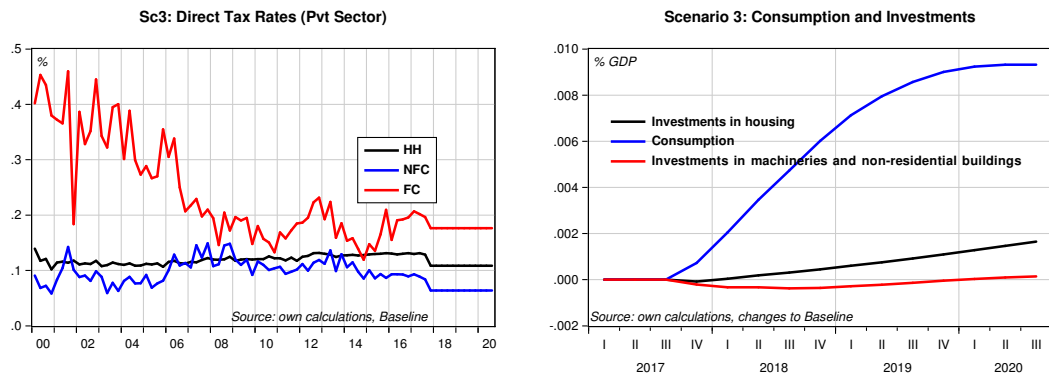 Sc3: Direct Tax Rates (Pvt Sector)
.5
%
.4
.3
.2
.1
.0
HH
NFC
FC
Source: own calculations, Baseline
00 02 04 06 08 10 12 14 16 18 20
Scenario 3: Consumption and Investments
.010
% GDP
.008
.006
.004
.002
.000
-.002
Investments in housing
Consumption
Investments in machineries and non-residential buildings
Source: own calculations, changes to Baseline
I II III IV I II III IV I II III IV I II III
2017 2018 2019 2020